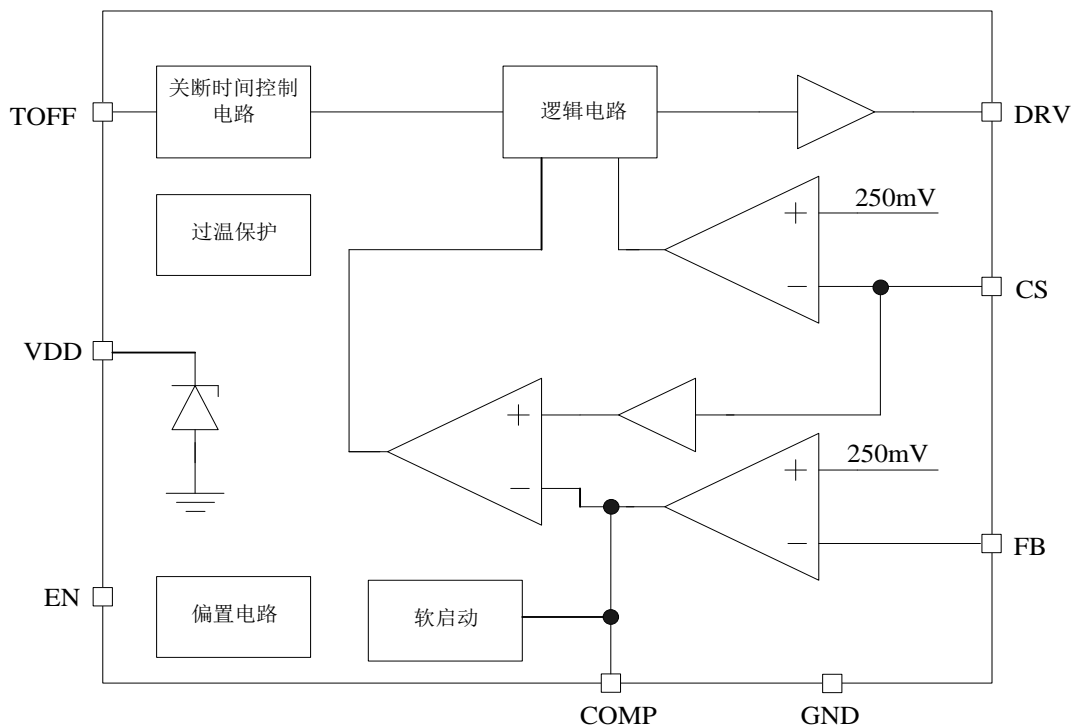 关断时间控制
电路
TOFF
逻辑电路
DRV
250mV
+
过温保护
−
CS
VDD
+
250mV
+
−
−
FB
EN
偏置电路
软启动
COMP
GND